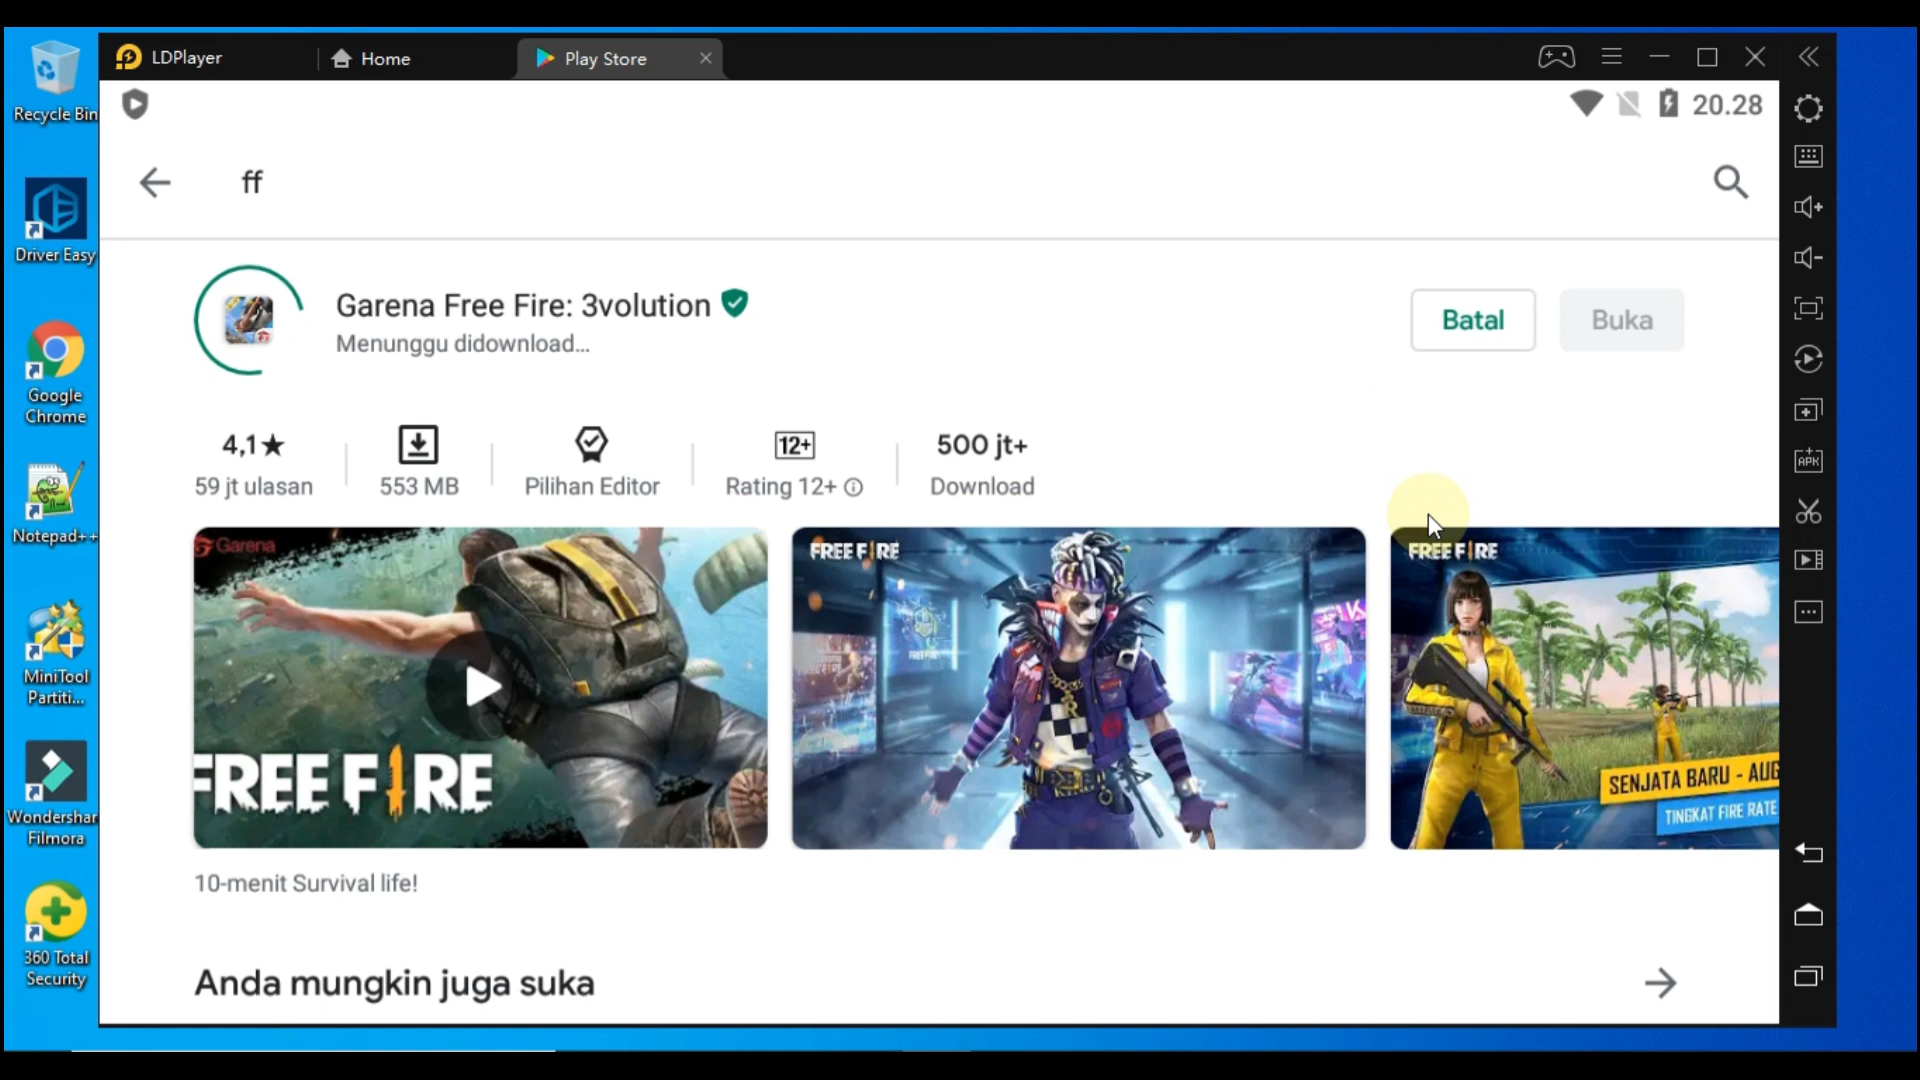 LDPlayer
Home
Play Store
20.28
ff
Garena Free Fire: 3volution
Menunggu didownload...
Batal
Buka
4,1★
59 jt ulasan
553 MB
Pilihan Editor
12+
Rating 12+
500 jt+
Download
Garena
FREE FIRE
FREE FIRE
FREE FIRE
SENJATA BARU - AUG
TINGKAT FIRE RATE
10-menit Survival life!
Anda mungkin juga suka
Recycle Bin
Driver Easy
Google
Chrome
Notepad++
MiniTool
Partiti...
Wondershar
Filmora
360 Total
Security
APK